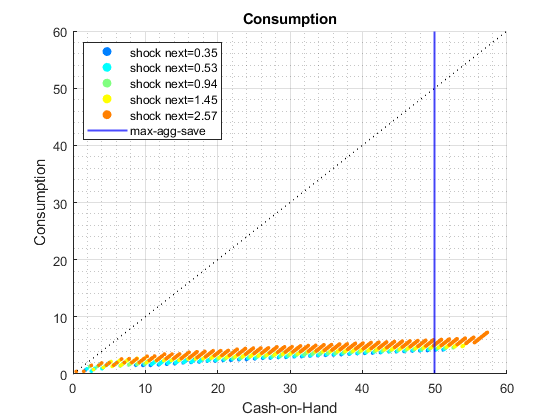 Consumption
shock next=0.35
shock next=0.53
shock next=0.94
shock next=1.45
shock next=2.57
max-agg-save
60
50
40
30
20
10
0
Consumption
0 10 20 30 40 50 60
Cash-on-Hand